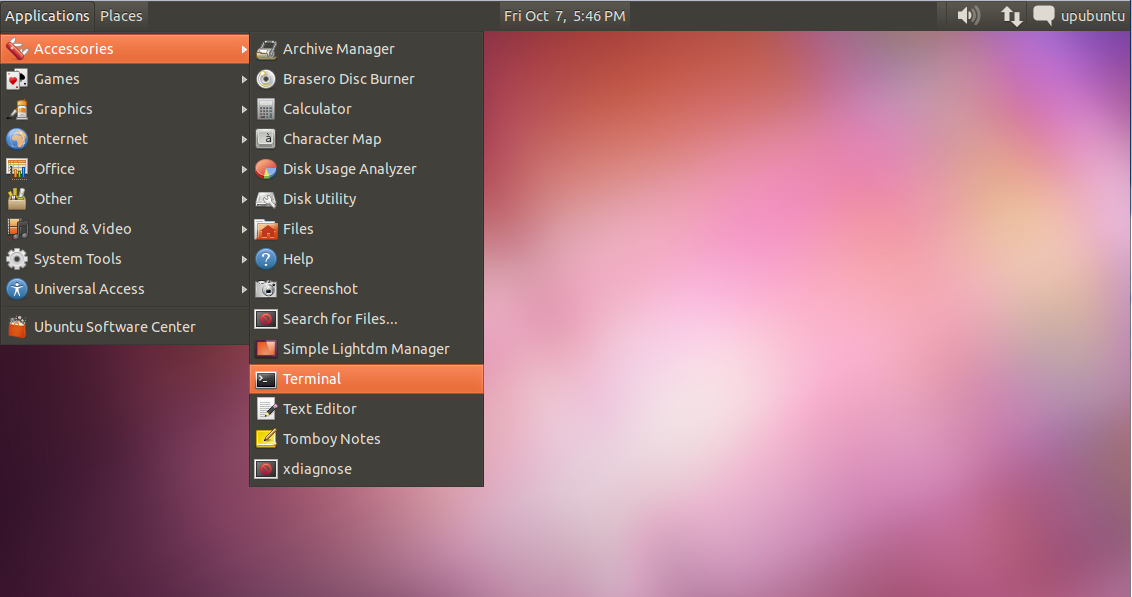 Applications Places Fri Oct 7, 5:46 PM upubuntu
Accessories
Games
Graphics
Internet
Office
Other
Sound & Video
System Tools
Universal Access
Ubuntu Software Center
Archive Manager
Brasero Disc Burner
Calculator
Character Map
Disk Usage Analyzer
Disk Utility
Files
Help
Screenshot
Search for Files...
Simple Lightdm Manager
Terminal
Text Editor
Tomboy Notes
xdiagnose